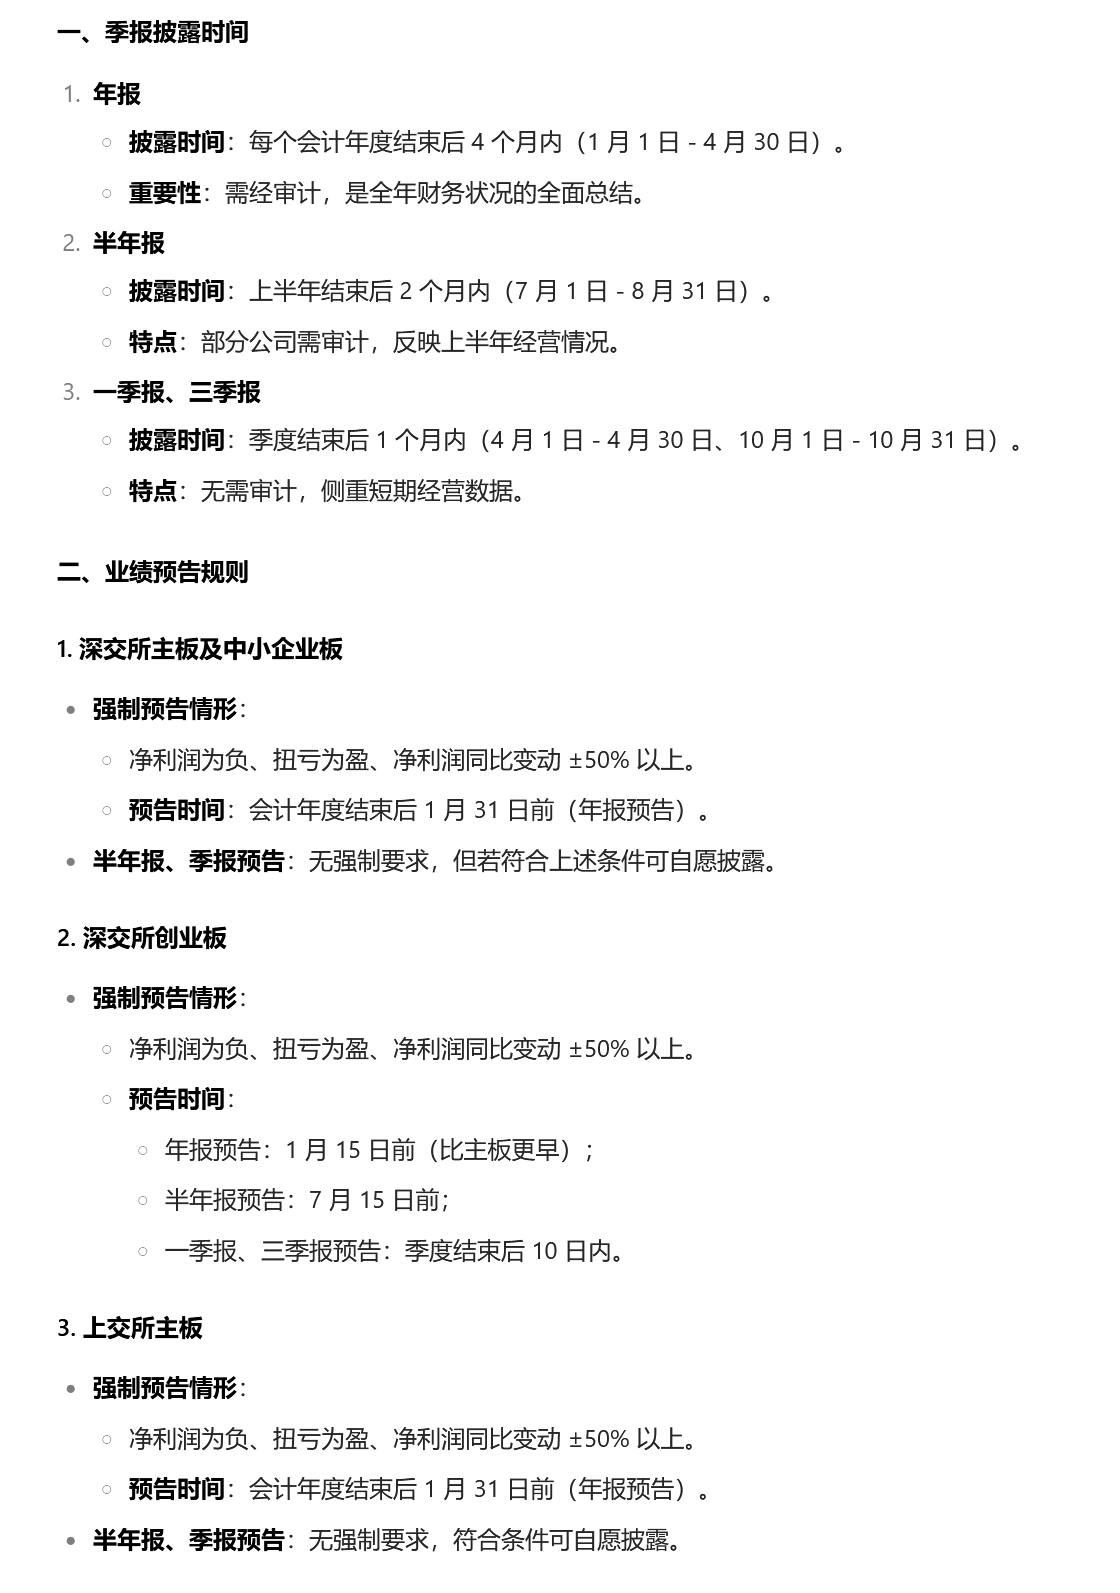 一、季报披露时间
1. 年报
披露时间：每个会计年度结束后 4 个月内（1 月 1 日 - 4 月 30 日）。
重要性：需经审计，是全年财务状况的全面总结。
2. 半年报
披露时间：上半年结束后 2 个月内（7 月 1 日 - 8 月 31 日）。
特点：部分公司需审计，反映上半年经营情况。
3. 一季报、三季报
披露时间：季度结束后 1 个月内（4 月 1 日 - 4 月 30 日、10 月 1 日 - 10 月 31 日）。
特点：无需审计，侧重短期经营数据。
二、业绩预告规则
1. 深交所主板及中小企业板
强制预告情形：
净利润为负、扭亏为盈、净利润同比变动 ±50% 以上。
预告时间：会计年度结束后 1 月 31 日前（年报预告）。
半年报、季报预告：无强制要求，但若符合上述条件可自愿披露。
2. 深交所创业板
强制预告情形：
净利润为负、扭亏为盈、净利润同比变动 ±50% 以上。
预告时间：
年报预告：1 月 15 日前（比主板更早）；
半年报预告：7 月 15 日前；
一季报、三季报预告：季度结束后 10 日内。
3. 上交所主板
强制预告情形：
净利润为负、扭亏为盈、净利润同比变动 ±50% 以上。
预告时间：会计年度结束后 1 月 31 日前（年报预告）。
半年报、季报预告：无强制要求，符合条件可自愿披露。